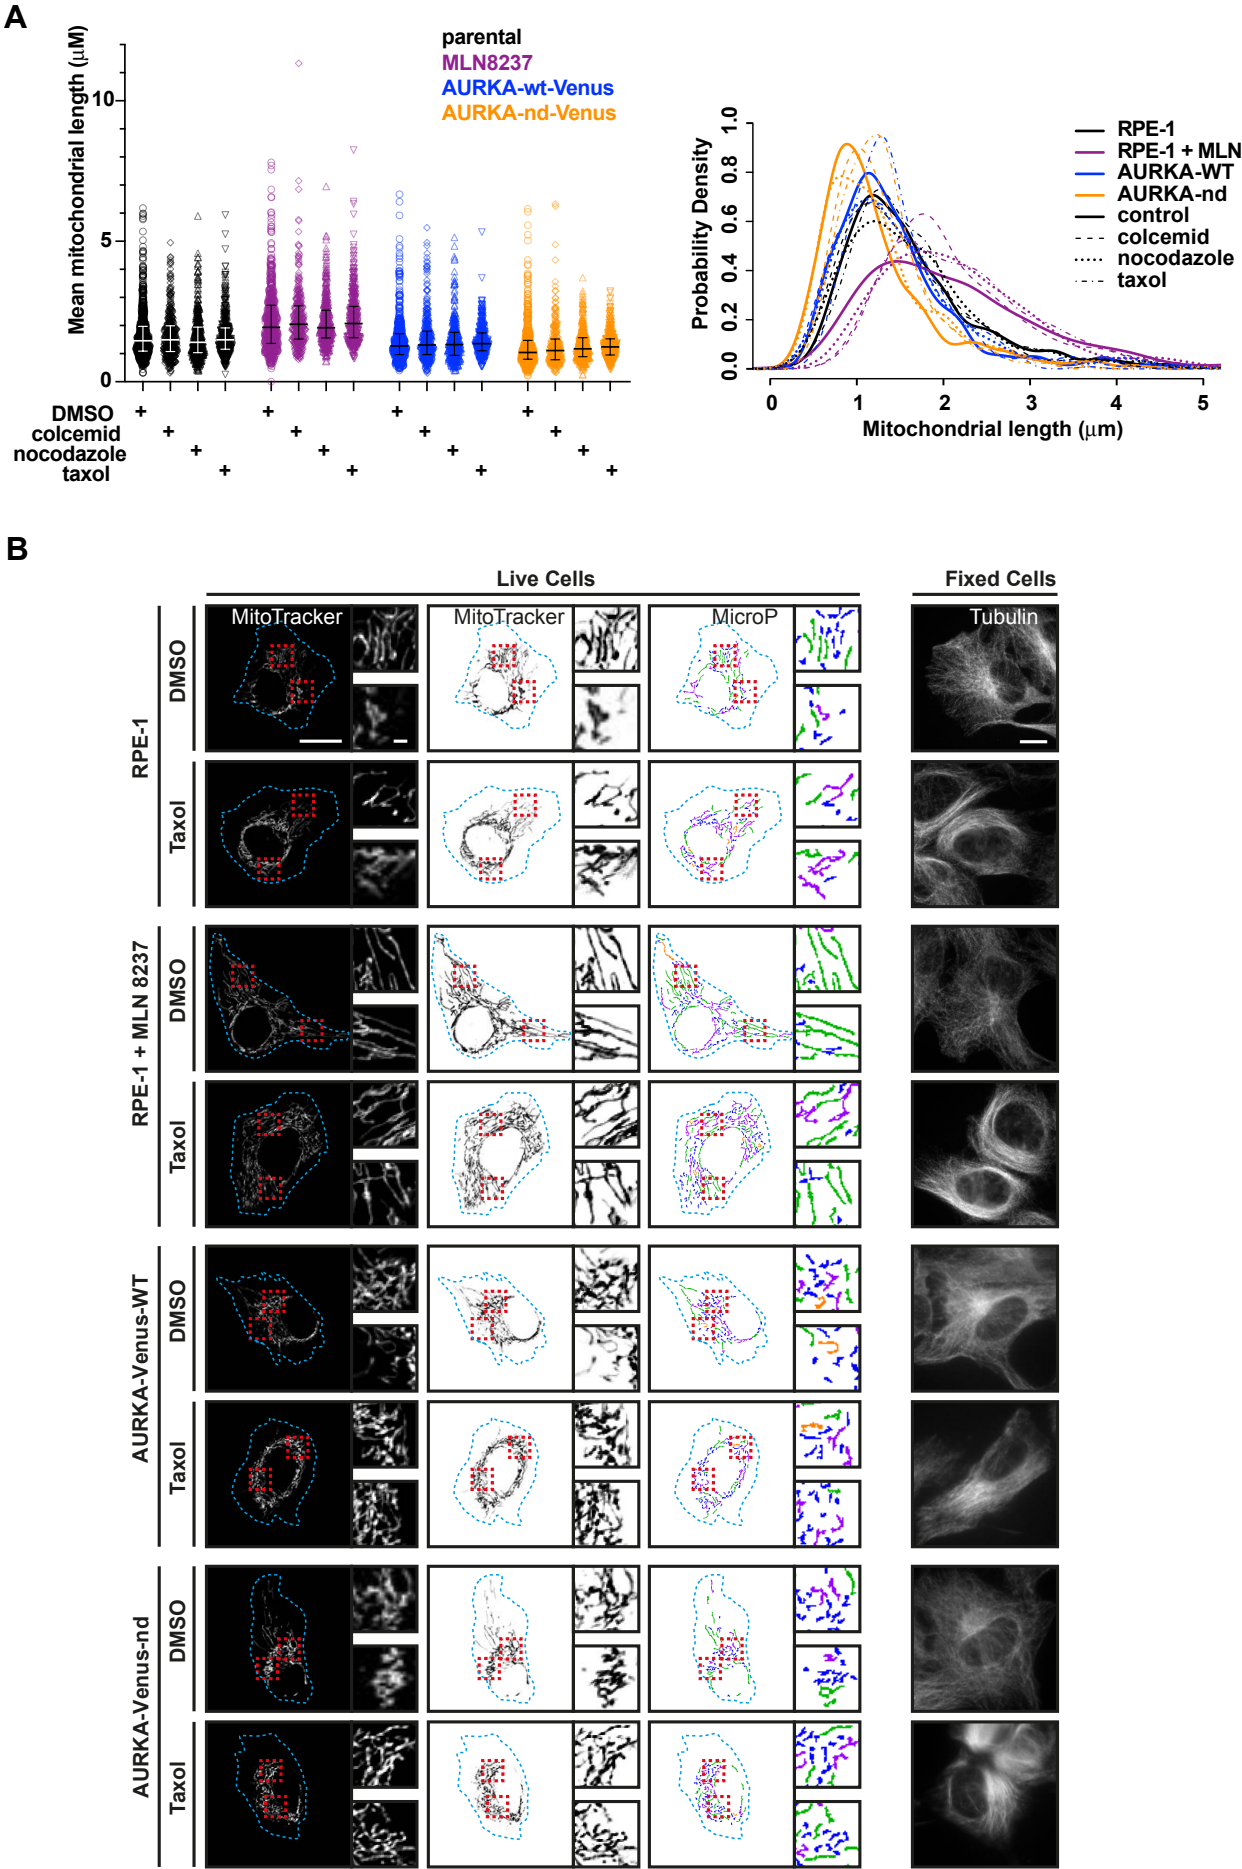 A
Mean mitochondrial length (µM)
10
5
0
parental
MLN8237
AURKA-wt-Venus
AURKA-nd-Venus
DMSO + + + +
colcemid + + + +
nocodazole + + + +
taxol + + + +
Probability Density
1.0
0.8
0.6
0.4
0.2
0.0
0 1 2 3 4 5
Mitochondrial length (µm)
RPE-1
RPE-1 + MLN
AURKA-WT
AURKA-nd
control
colcemid
nocodazole
taxol
B
Live Cells
Fixed Cells
MitoTracker
MitoTracker
MicroP
Tubulin
RPE-1
DMSO
Taxol
RPE-1 + MLN 8237
DMSO
Taxol
AURKA-Venus-WT
DMSO
Taxol
AURKA-Venus-nd
DMSO
Taxol